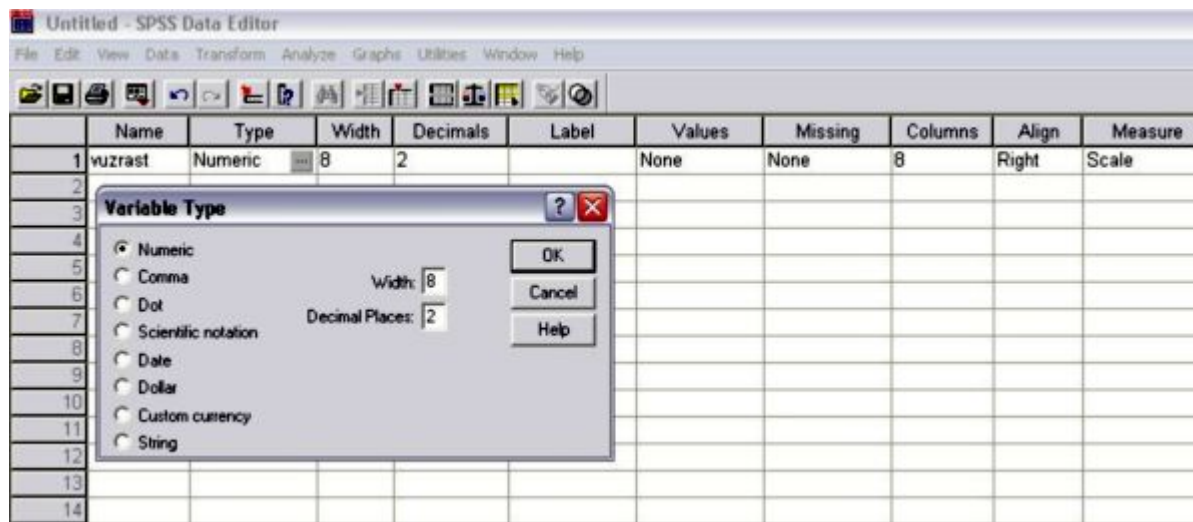 Untitled - SPSS Data Editor
File Edit View Data Transform Analyze Graphs Utilities Window Help
Name Type Width Decimals Label Values Missing Columns Align Measure
1 vuzrast Numeric ... 8 2 None None 8 Right Scale
2
3
4
5
6
7
8
9
10
11
12
13
14
Variable Type
Numeric
Comma
Dot
Scientific notation
Date
Dollar
Custom currency
String
Width: 8
Decimal Places: 2
OK
Cancel
Help